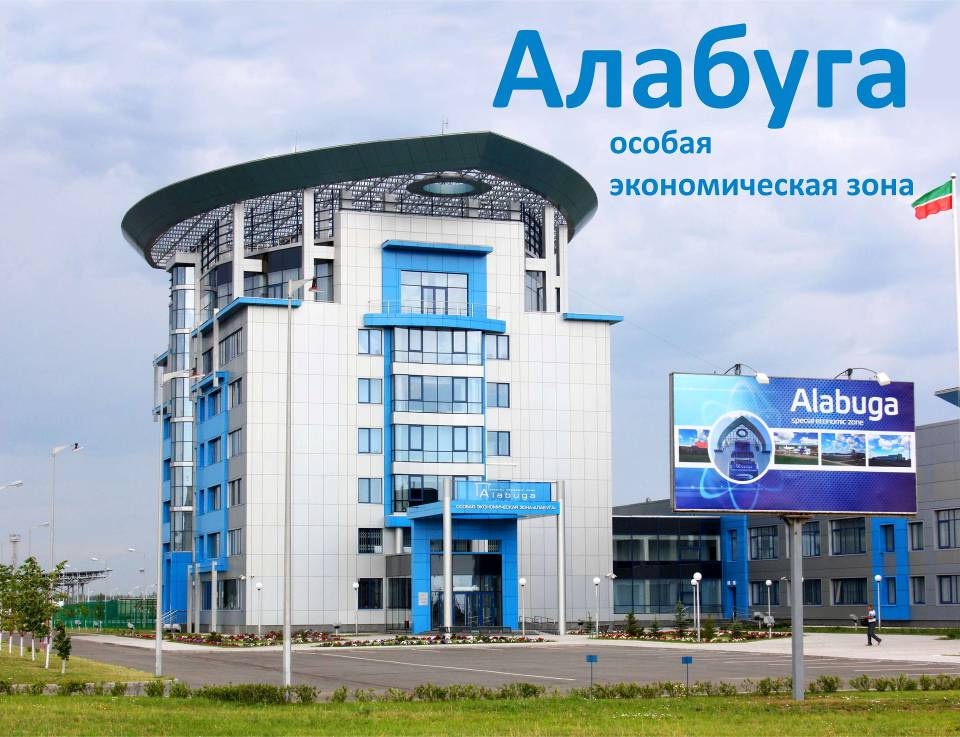 Алабуга
особая
экономическая зона
Alabuga
special economic zone
Alabuga
ОСОБАЯ ЭКОНОМИЧЕСКАЯ ЗОНА «АЛАБУГА»